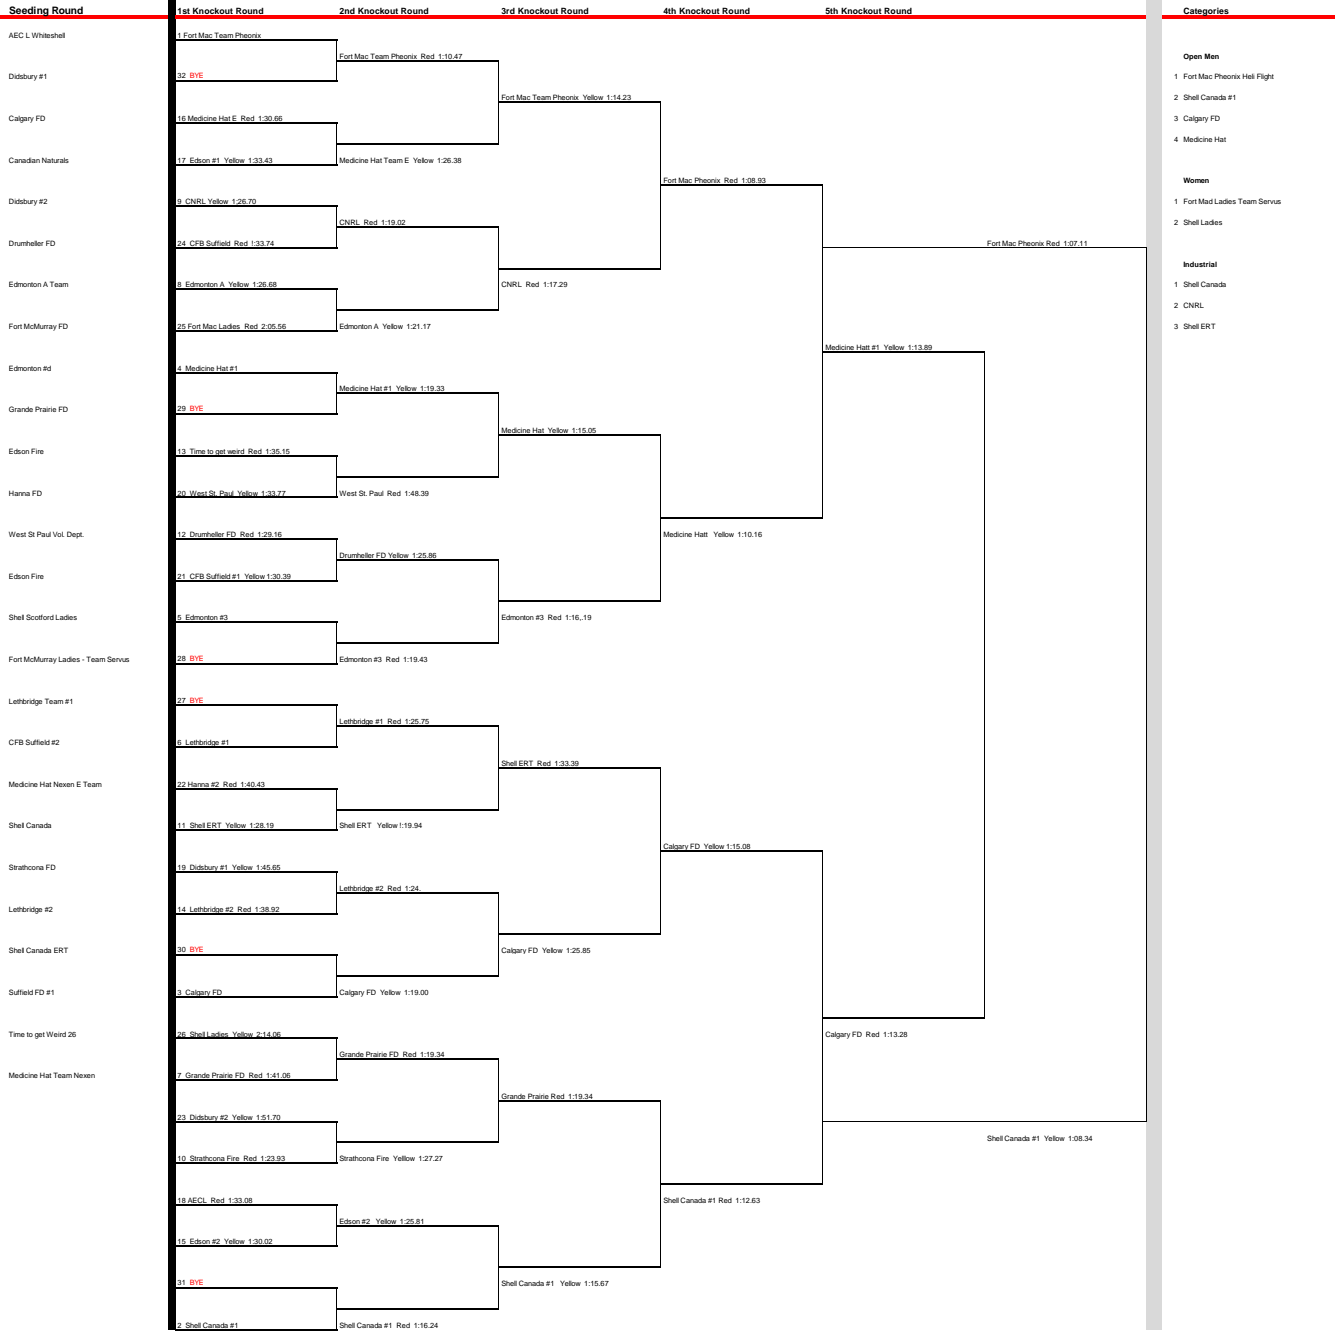 Seeding Round
1st Knockout Round
2nd Knockout Round
3rd Knockout Round
4th Knockout Round
5th Knockout Round
Categories
AEC L Whiteshell
Didsbury #1
Calgary FD
Canadian Naturals
Didsbury #2
Drumheller FD
Edmonton A Team
Fort McMurray FD
Edmonton #d
Grande Prairie FD
Edson Fire
Hanna FD
West St Paul Vol. Dept.
Edson Fire
Shell Scotford Ladies
Fort McMurray Ladies - Team Servus
Lethbridge Team #1
CFB Suffield #2
Medicine Hat Nexen E Team
Shell Canada
Strathcona FD
Lethbridge #2
Shell Canada ERT
Suffield FD #1
Time to get Weird 26
Medicine Hat Team Nexen
1 Fort Mac Team Pheonix
32 BYE
16 Medicine Hat E Red 1:30.66
17 Edson #1 Yellow 1:33.43
9 CNRL Yellow 1:26.70
24 CFB Suffield Red !:33.74
8 Edmonton A Yellow 1:26.68
25 Fort Mac Ladies Red 2:05.56
4 Medicine Hat #1
29 BYE
13 Time to get weird Red 1:35.15
20 West St. Paul Yellow 1:33.77
12 Drumheller FD Red 1:29.16
21 CFB Suffield #1 Yellow 1:30.39
5 Edmonton #3
28 BYE
27 BYE
6 Lethbridge #1
22 Hanna #2 Red 1:40.43
11 Shell ERT Yellow 1:28.19
19 Didsbury #1 Yellow 1:45.65
14 Lethbridge #2 Red 1:38.92
30 BYE
3 Calgary FD
26 Shell Ladies Yellow 2:14.06
7 Grande Prairie FD Red 1:41.06
23 Didsbury #2 Yellow 1:51.70
10 Strathcona Fire Red 1:23.93
18 AECL Red 1:33.08
15 Edson #2 Yellow 1:30.02
31 BYE
2 Shell Canada #1
Fort Mac Team Pheonix Red 1:10.47
Medicine Hat Team E Yellow 1:26.38
CNRL Red 1:19.02
Edmonton A Yellow 1:21.17
Medicine Hat #1 Yellow 1:19.33
West St. Paul Red 1:48.39
Drumheller FD Yellow 1:25.86
Edmonton #3 Red 1:19.43
Lethbridge #1 Red 1:25.75
Shell ERT Yellow !:19.94
Lethbridge #2 Red 1:24.
Calgary FD Yellow 1:19.00
Grande Prairie FD Red 1:19.34
Strathcona Fire Yelllow 1:27.27
Edson #2 Yellow 1:25.81
Shell Canada #1 Red 1:16.24
Fort Mac Team Pheonix Yellow 1:14.23
CNRL Red 1:17.29
Medicine Hat Yellow 1:15.05
Edmonton #3 Red 1:16,.19
Shell ERT Red 1:33.39
Calgary FD Yellow 1:25.85
Grande Prairie Red 1:19.34
Shell Canada #1 Yellow 1:15.67
Fort Mac Pheonix Red 1:08.93
Medicine Hatt Yellow 1:10.16
Calgary FD Yellow 1:15.08
Shell Canada #1 Red 1:12.63
Medicine Hatt #1 Yellow 1:13.89
Calgary FD Red 1:13.28
Fort Mac Pheonix Red 1:07.11
Shell Canada #1 Yellow 1:08.34
Open Men
1 Fort Mac Pheonix Heli Flight
2 Shell Canada #1
3 Calgary FD
4 Medicine Hat
Women
1 Fort Mad Ladies Team Servus
2 Shell Ladies
Industrial
1 Shell Canada
2 CNRL
3 Shell ERT